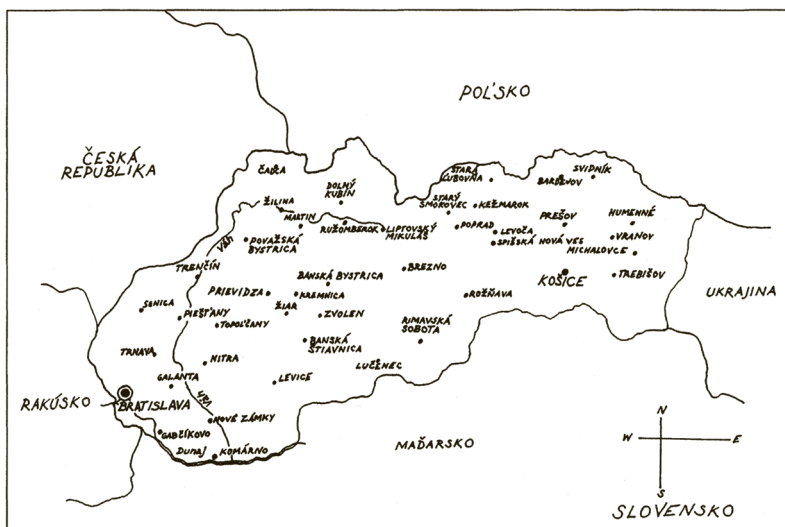 POĽSKO
ČESKÁ
REPUBLIKA
ČADCA
DOLNÝ
KUBÍN
STARÁ
ĽUBOVŇA
BARDEJOV
SVIDNÍK
ŽILINA
MARTIN
RUŽOMBEROK
LIPTOVSKÝ
MIKULÁŠ
STARÝ
SMOKOVEC
KEŽMAROK
POPRAD
LEVOČA
SPIŠSKÁ NOVÁ VES
PREŠOV
HUMENNÉ
VRANOV
MICHALOVCE
VÁH
POVAŽSKÁ
BYSTRICA
TRENČÍN
BANSKÁ BYSTRICA
BREZNO
KOŠICE
TREBIŠOV
UKRAJINA
PRIEVIDZA
KREMNICA
ROŽŇAVA
SENICA
PIEŠŤANY
TOPOĽČANY
ŽIAR
ZVOLEN
RIMAVSKÁ
SOBOTA
BANSKÁ
ŠTIAVNICA
TRNAVA
NITRA
LUČENEC
GALANTA
LEVICE
VÁH
RAKÚSKO
BRATISLAVA
NOVÉ ZÁMKY
GABČÍKOVO
Dunaj
KOMÁRNO
MAĎARSKO
N
W
E
S
SLOVENSKO